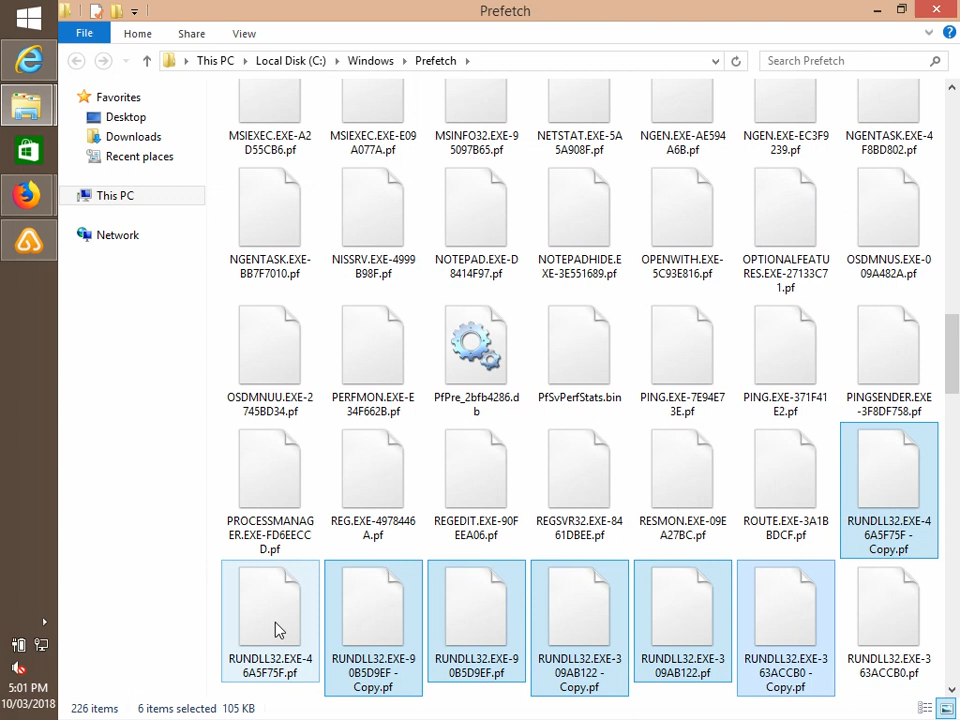 Prefetch
File Home Share View
This PC Local Disk (C:) Windows Prefetch
Search Prefetch
Favorites
Desktop
Downloads
Recent places
This PC
Network
MSIEXEC.EXE-A2
D55CB6.pf
MSIEXEC.EXE-E09
A077A.pf
MSINFO32.EXE-9
5097B65.pf
NETSTAT.EXE-5A
5A908F.pf
NGEN.EXE-AE594
A6B.pf
NGEN.EXE-EC3F9
239.pf
NGENTASK.EXE-4
F8BD802.pf
NGENTASK.EXE-
BB7F7010.pf
NISSRV.EXE-4999
B98F.pf
NOTEPAD.EXE-D
8414F97.pf
NOTEPADHIDE.E
XE-3E551689.pf
OPENWITH.EXE-
5C93E816.pf
OPTIONALFEATU
RES.EXE-27133C7
1.pf
OSDMNUS.EXE-0
09A482A.pf
OSDMNUU.EXE-2
745BD34.pf
PERFMON.EXE-E
34F662B.pf
PfPre_2bfb4286.d
b
PfSvPerfStats.bin
PING.EXE-7E94E7
3E.pf
PING.EXE-371F41
E2.pf
PINGSENDER.EXE
-3F8DF758.pf
PROCESSMANAG
ER.EXE-FD6EECC
D.pf
REG.EXE-4978446
A.pf
REGEDIT.EXE-90F
EEA06.pf
REGSVR32.EXE-84
61DBEE.pf
RESMON.EXE-09E
A27BC.pf
ROUTE.EXE-3A1B
BDCF.pf
RUNDLL32.EXE-4
6A5F75F -
Copy.pf
RUNDLL32.EXE-4
6A5F75F.pf
RUNDLL32.EXE-9
0B5D9EF -
Copy.pf
RUNDLL32.EXE-9
0B5D9EF.pf
RUNDLL32.EXE-3
09AB122 -
Copy.pf
RUNDLL32.EXE-3
09AB122.pf
RUNDLL32.EXE-3
63ACCB0 -
Copy.pf
RUNDLL32.EXE-3
63ACCB0.pf
5:01 PM
10/03/2018
226 items 6 items selected 105 KB